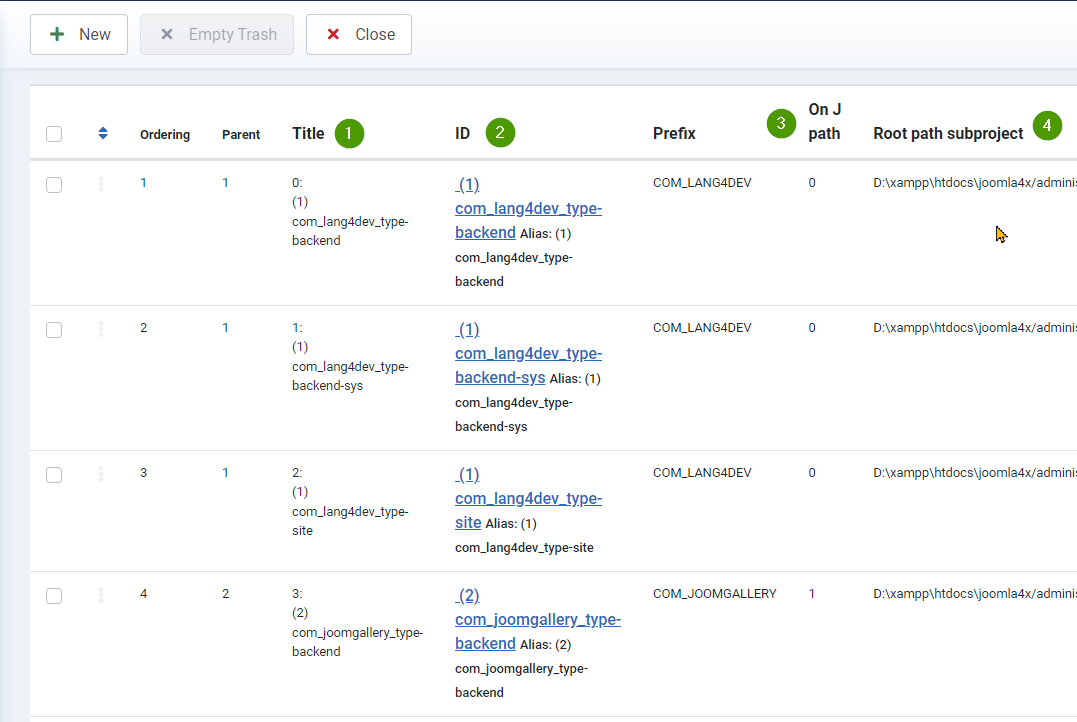 New
Empty Trash
Close
Ordering
Parent
Title
1
ID
2
Prefix
3
On J
path
Root path subproject
4
1
1
0:
(1)
com_lang4dev_type-
backend
(1)
com_lang4dev_type-
backend Alias: (1)
com_lang4dev_type-
backend
COM_LANG4DEV
0
D:\xampp\htdocs\joomla4x/adminis
2
1
1:
(1)
com_lang4dev_type-
backend-sys
(1)
com_lang4dev_type-
backend-sys Alias: (1)
com_lang4dev_type-
backend-sys
COM_LANG4DEV
0
D:\xampp\htdocs\joomla4x/adminis
3
1
2:
(1)
com_lang4dev_type-
site
(1)
com_lang4dev_type-
site Alias: (1)
com_lang4dev_type-site
COM_LANG4DEV
0
D:\xampp\htdocs\joomla4x/adminis
4
2
3:
(2)
com_joomgallery_type-
backend
(2)
com_joomgallery_type-
backend Alias: (2)
com_joomgallery_type-
backend
COM_JOOMGALLERY
1
D:\xampp\htdocs\joomla4x/adminis